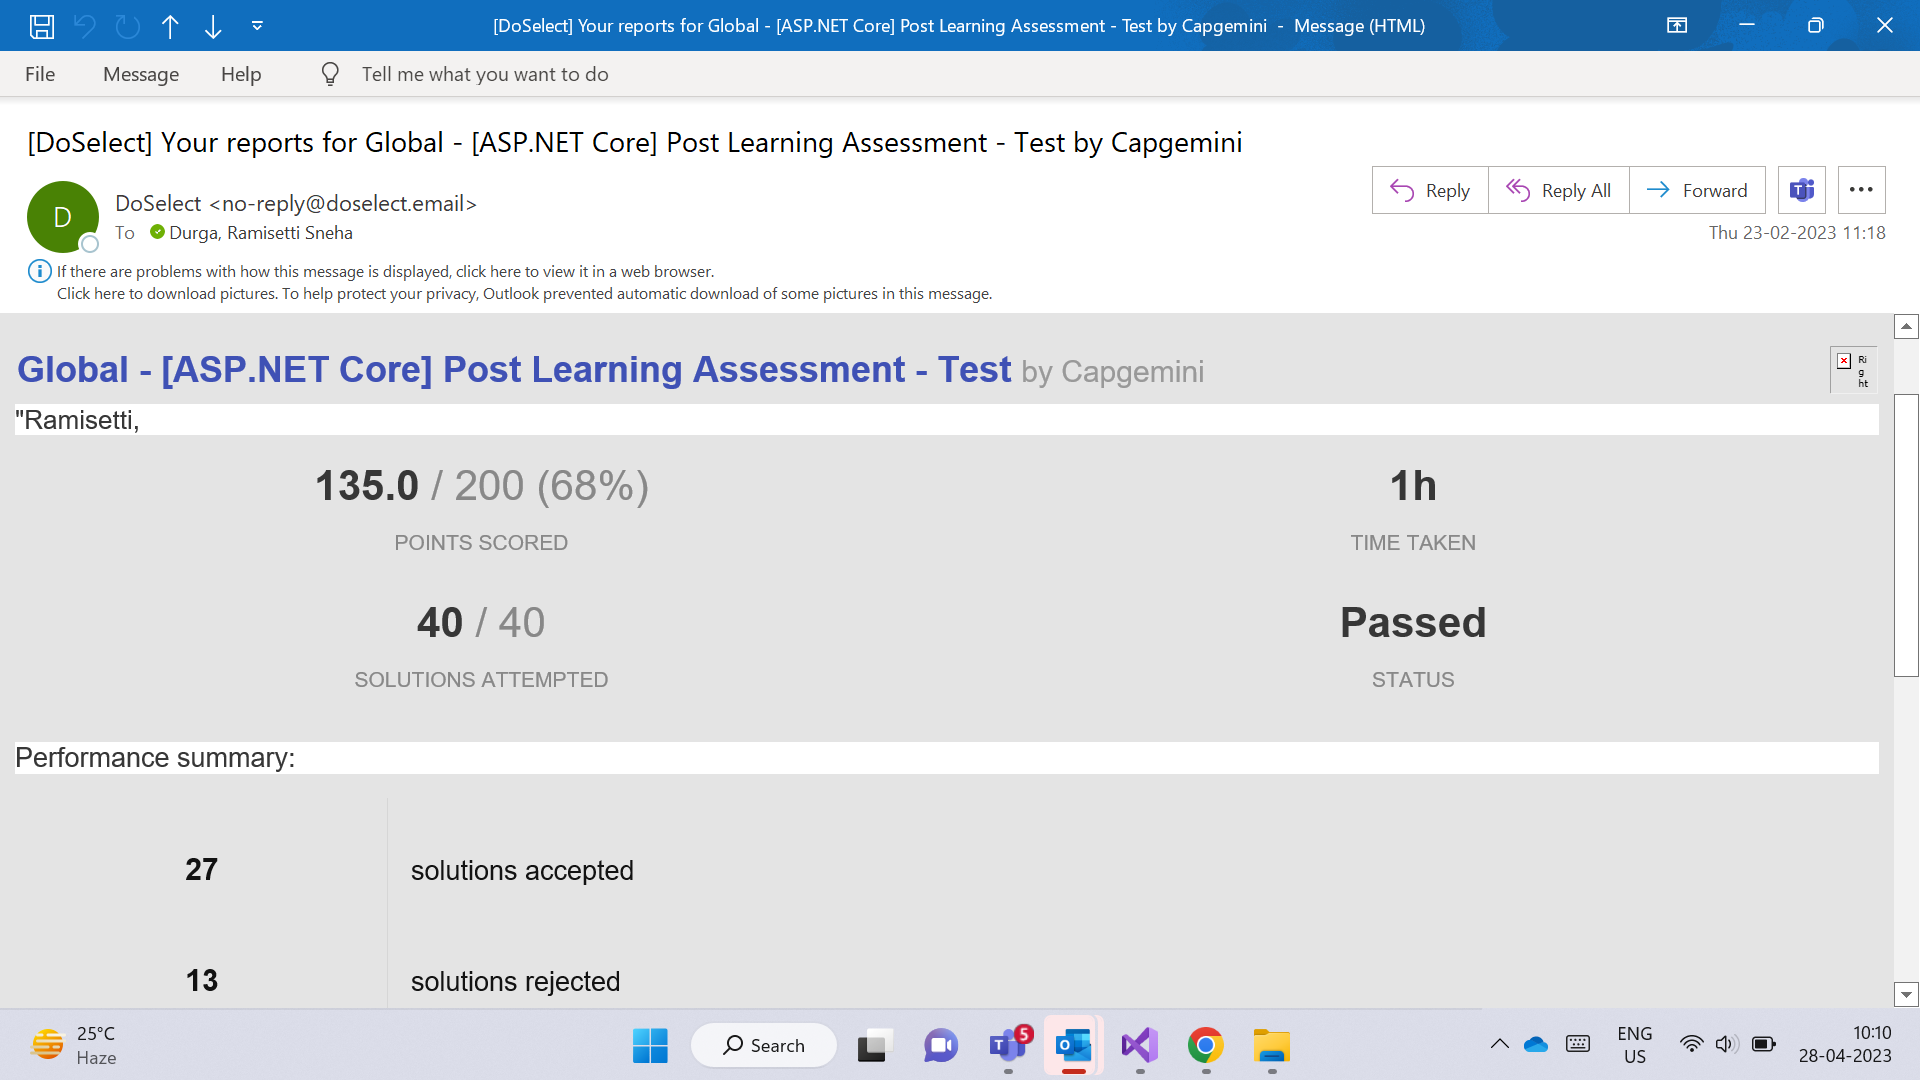 [DoSelect] Your reports for Global - [ASP.NET Core] Post Learning Assessment - Test by Capgemini - Message (HTML)
File Message Help Tell me what you want to do
[DoSelect] Your reports for Global - [ASP.NET Core] Post Learning Assessment - Test by Capgemini
D
DoSelect <no-reply@doselect.email>
To Durga, Ramisetti Sneha
Reply Reply All Forward
Thu 23-02-2023 11:18
If there are problems with how this message is displayed, click here to view it in a web browser.
Click here to download pictures. To help protect your privacy, Outlook prevented automatic download of some pictures in this message.
Global - [ASP.NET Core] Post Learning Assessment - Test by Capgemini
Ri
g
ht
"Ramisetti,
135.0 / 200 (68%) 1h
POINTS SCORED TIME TAKEN
40 / 40 Passed
SOLUTIONS ATTEMPTED STATUS
Performance summary:
27 solutions accepted
13 solutions rejected
25°C
Haze
Search
5
ENG
US
10:10
28-04-2023